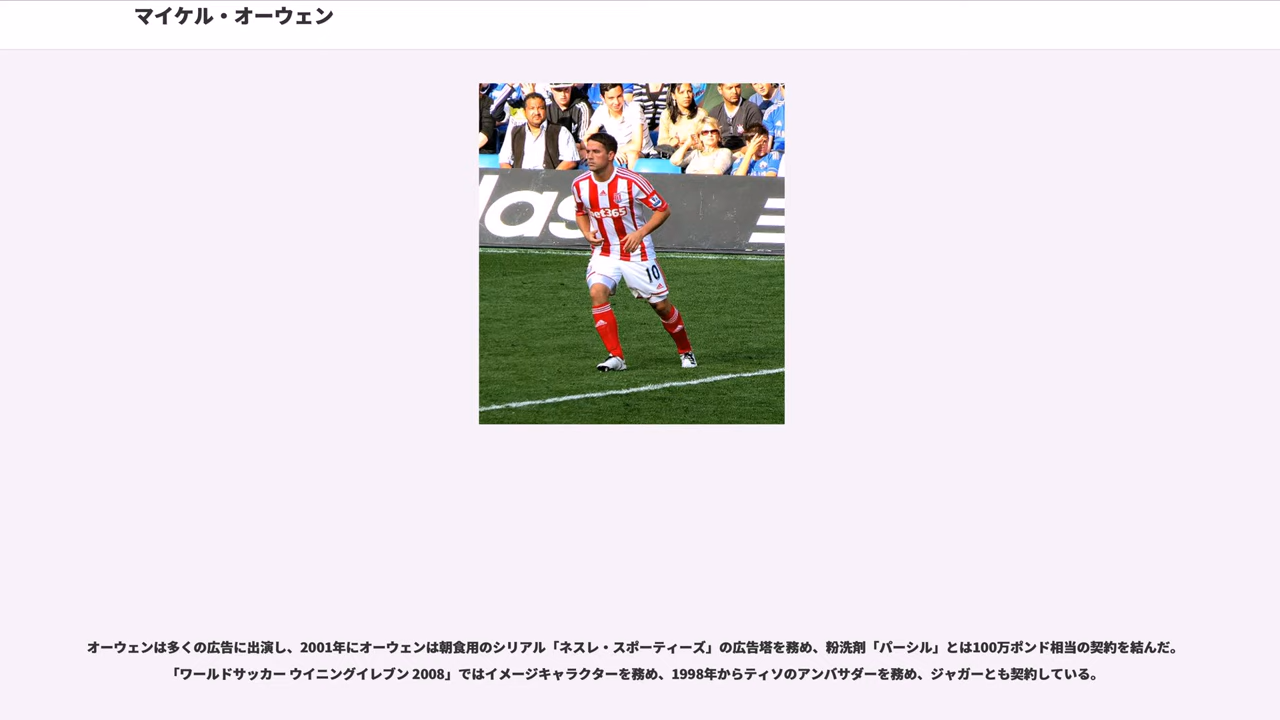 マイケル・オーウェン
las
bet365
10
オーウェンは多くの広告に出演し、2001年にオーウェンは朝食用のシリアル「ネスレ・スポーティーズ」の広告塔を務め、粉洗剤「パーシル」とは100万ポンド相当の契約を結んだ。
「ワールドサッカー ウイニングイレブン 2008」ではイメージキャラクターを務め、1998年からティソのアンバサダーを務め、ジャガーとも契約している。